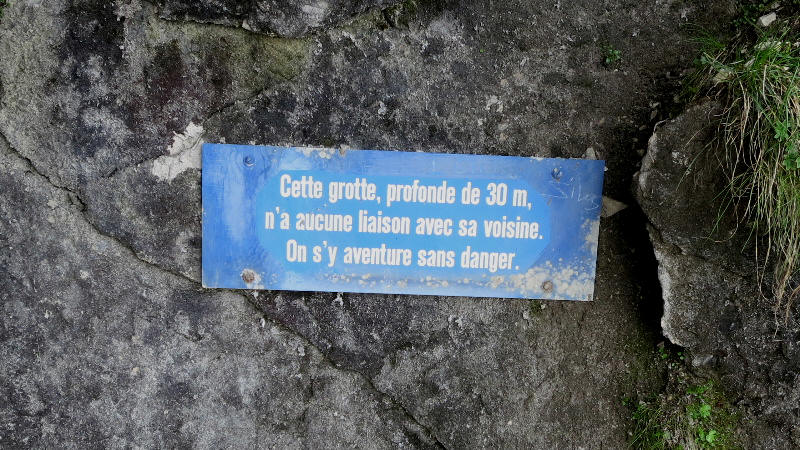 Cette grotte, profonde de 30 m,
n'a aucune liaison avec sa voisine.
On s'y aventure sans danger.